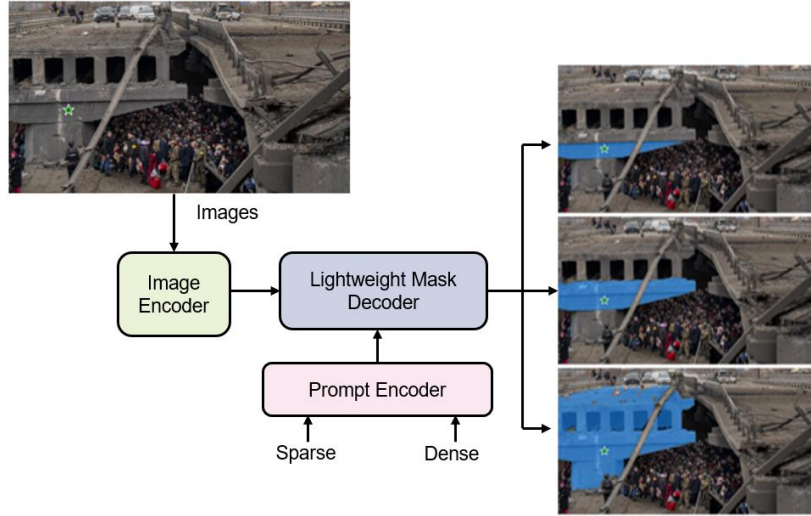 Images
Image
Encoder
Lightweight Mask
Decoder
Prompt Encoder
Sparse
Dense